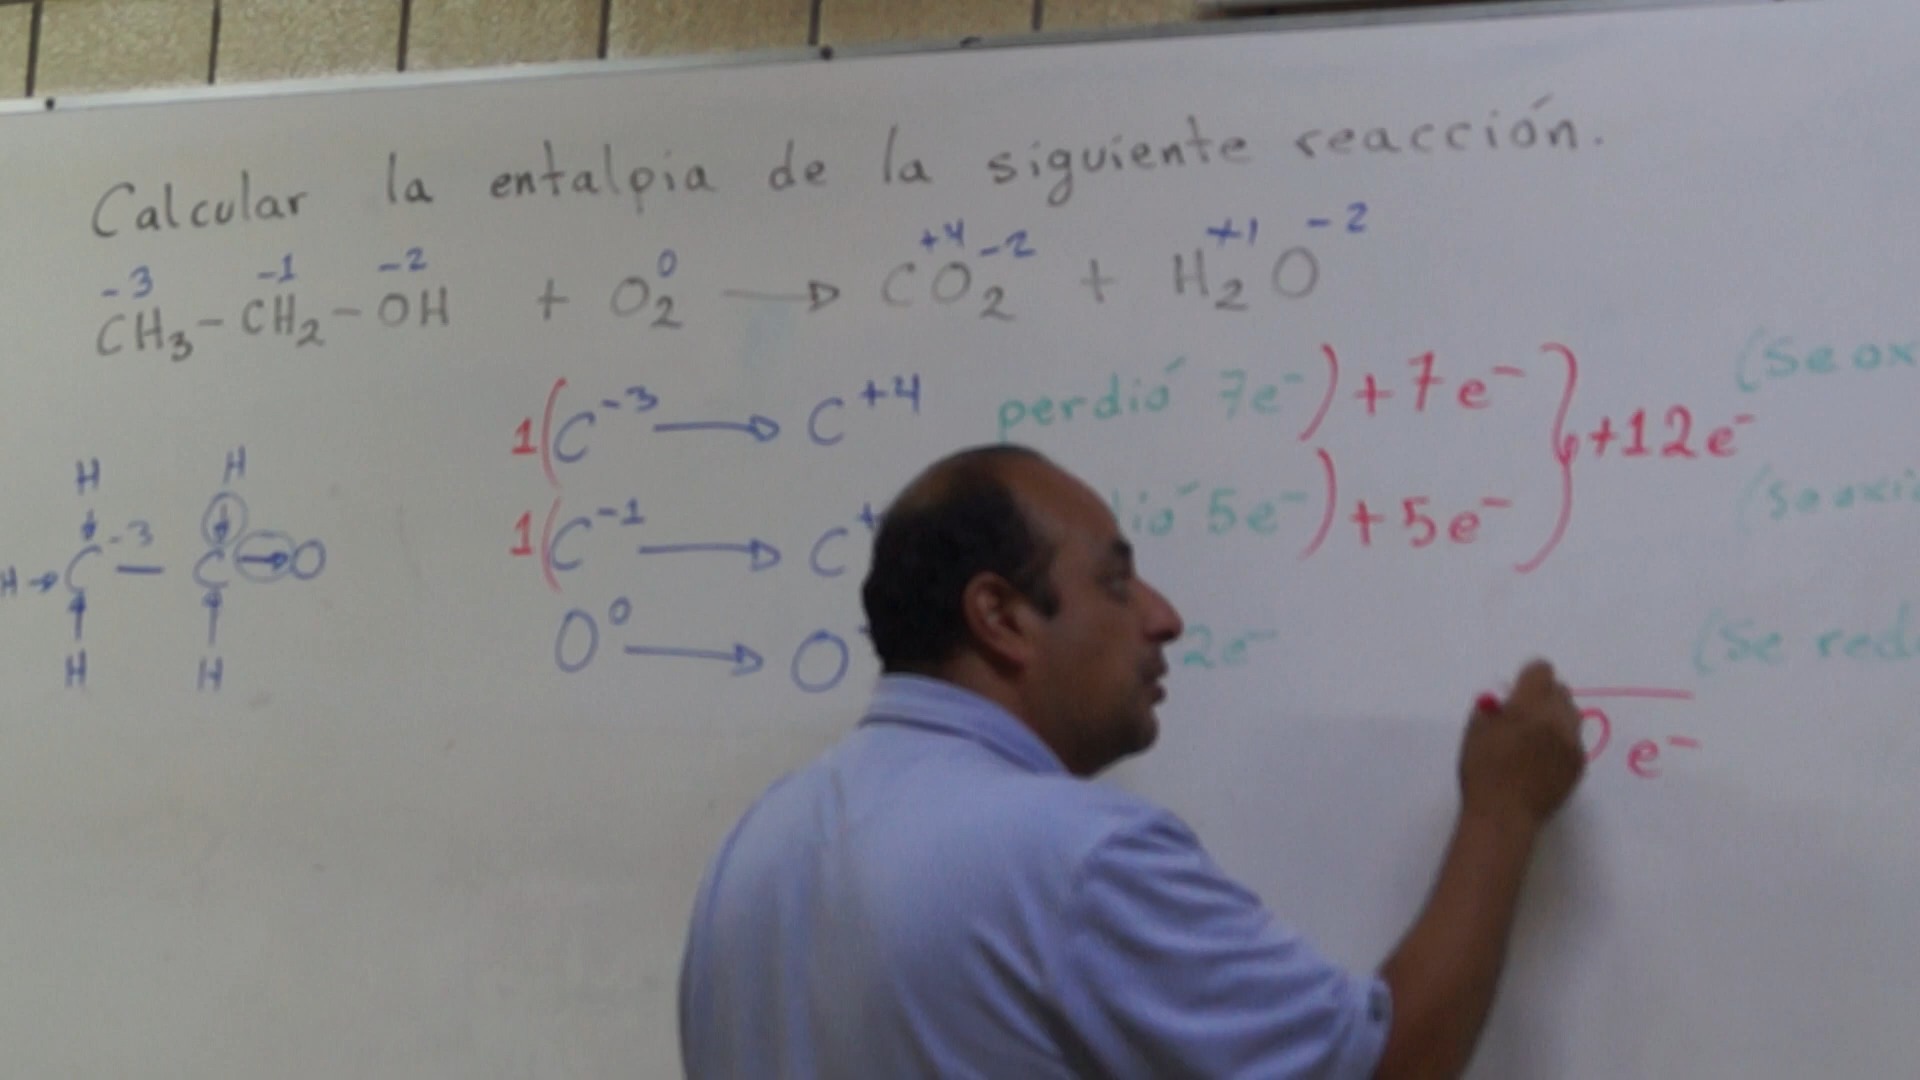 Calcular la entalpia de la siguiente reacción.
-3 -1 -2 0 +4 -2 +1 -2
CH₃-CH₂-OH + O₂ → CO₂ + H₂O
1(C⁻³ → C⁺⁴ perdió 7e⁻) +7e⁻ } +12e⁻ (Se ox
1(C⁻¹ → C⁺ dió 5e⁻) +5e⁻ (se oxi
O⁰ → O⁻ 2e⁻ (Se red
0e⁻
H H
H → C -3 — C → O
H H